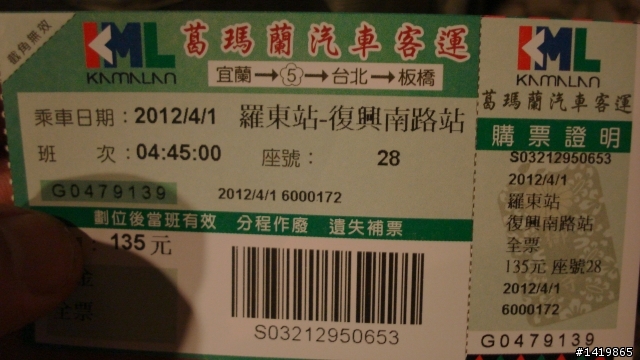 截角無效
KML
KAMALAN
葛瑪蘭汽車客運
宜蘭→5→台北→板橋
乘車日期：2012/4/1 羅東站-復興南路站
班 次：04:45:00 座號： 28
G0479139 2012/4/1 6000172
劃位後當班有效 分程作廢 遺失補票
：135 元
金
全票
S03212950653
KML
KAMALAN
葛瑪蘭汽車客運
購票證明
S03212950653
2012/4/1
羅東站
復興南路站
全票
135元 座號28
2012/4/1
6000172
G0479139
#1419865